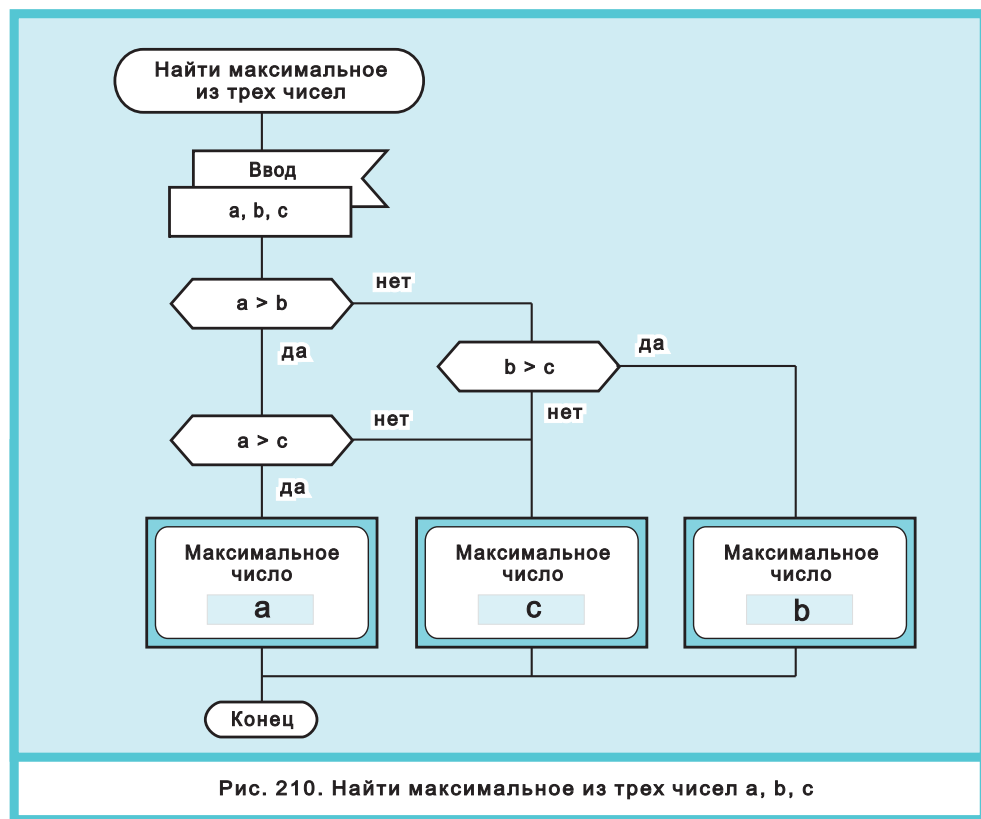 Найти максимальное
из трех чисел
Ввод
a, b, c
a > b
нет
да
b > c
да
нет
a > c
нет
да
Максимальное
число
a
Максимальное
число
c
Максимальное
число
b
Конец
Рис. 210. Найти максимальное из трех чисел a, b, c